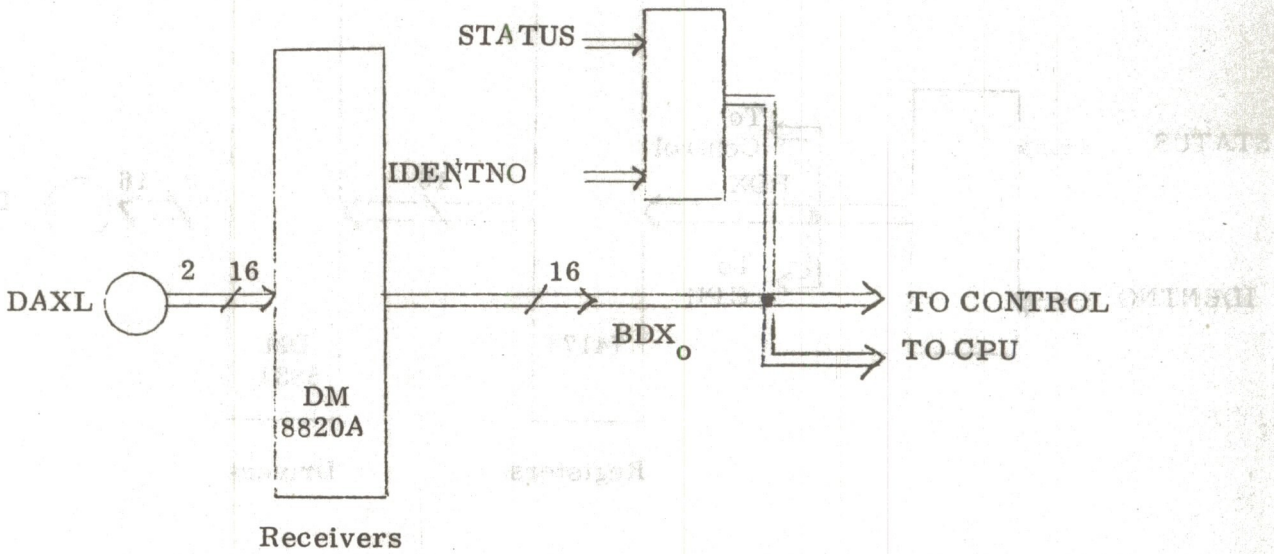 STATUS
IDENTNO
2 16
16
DAXL
TO CONTROL
BDXo
TO CPU
DM
8820A
Receivers